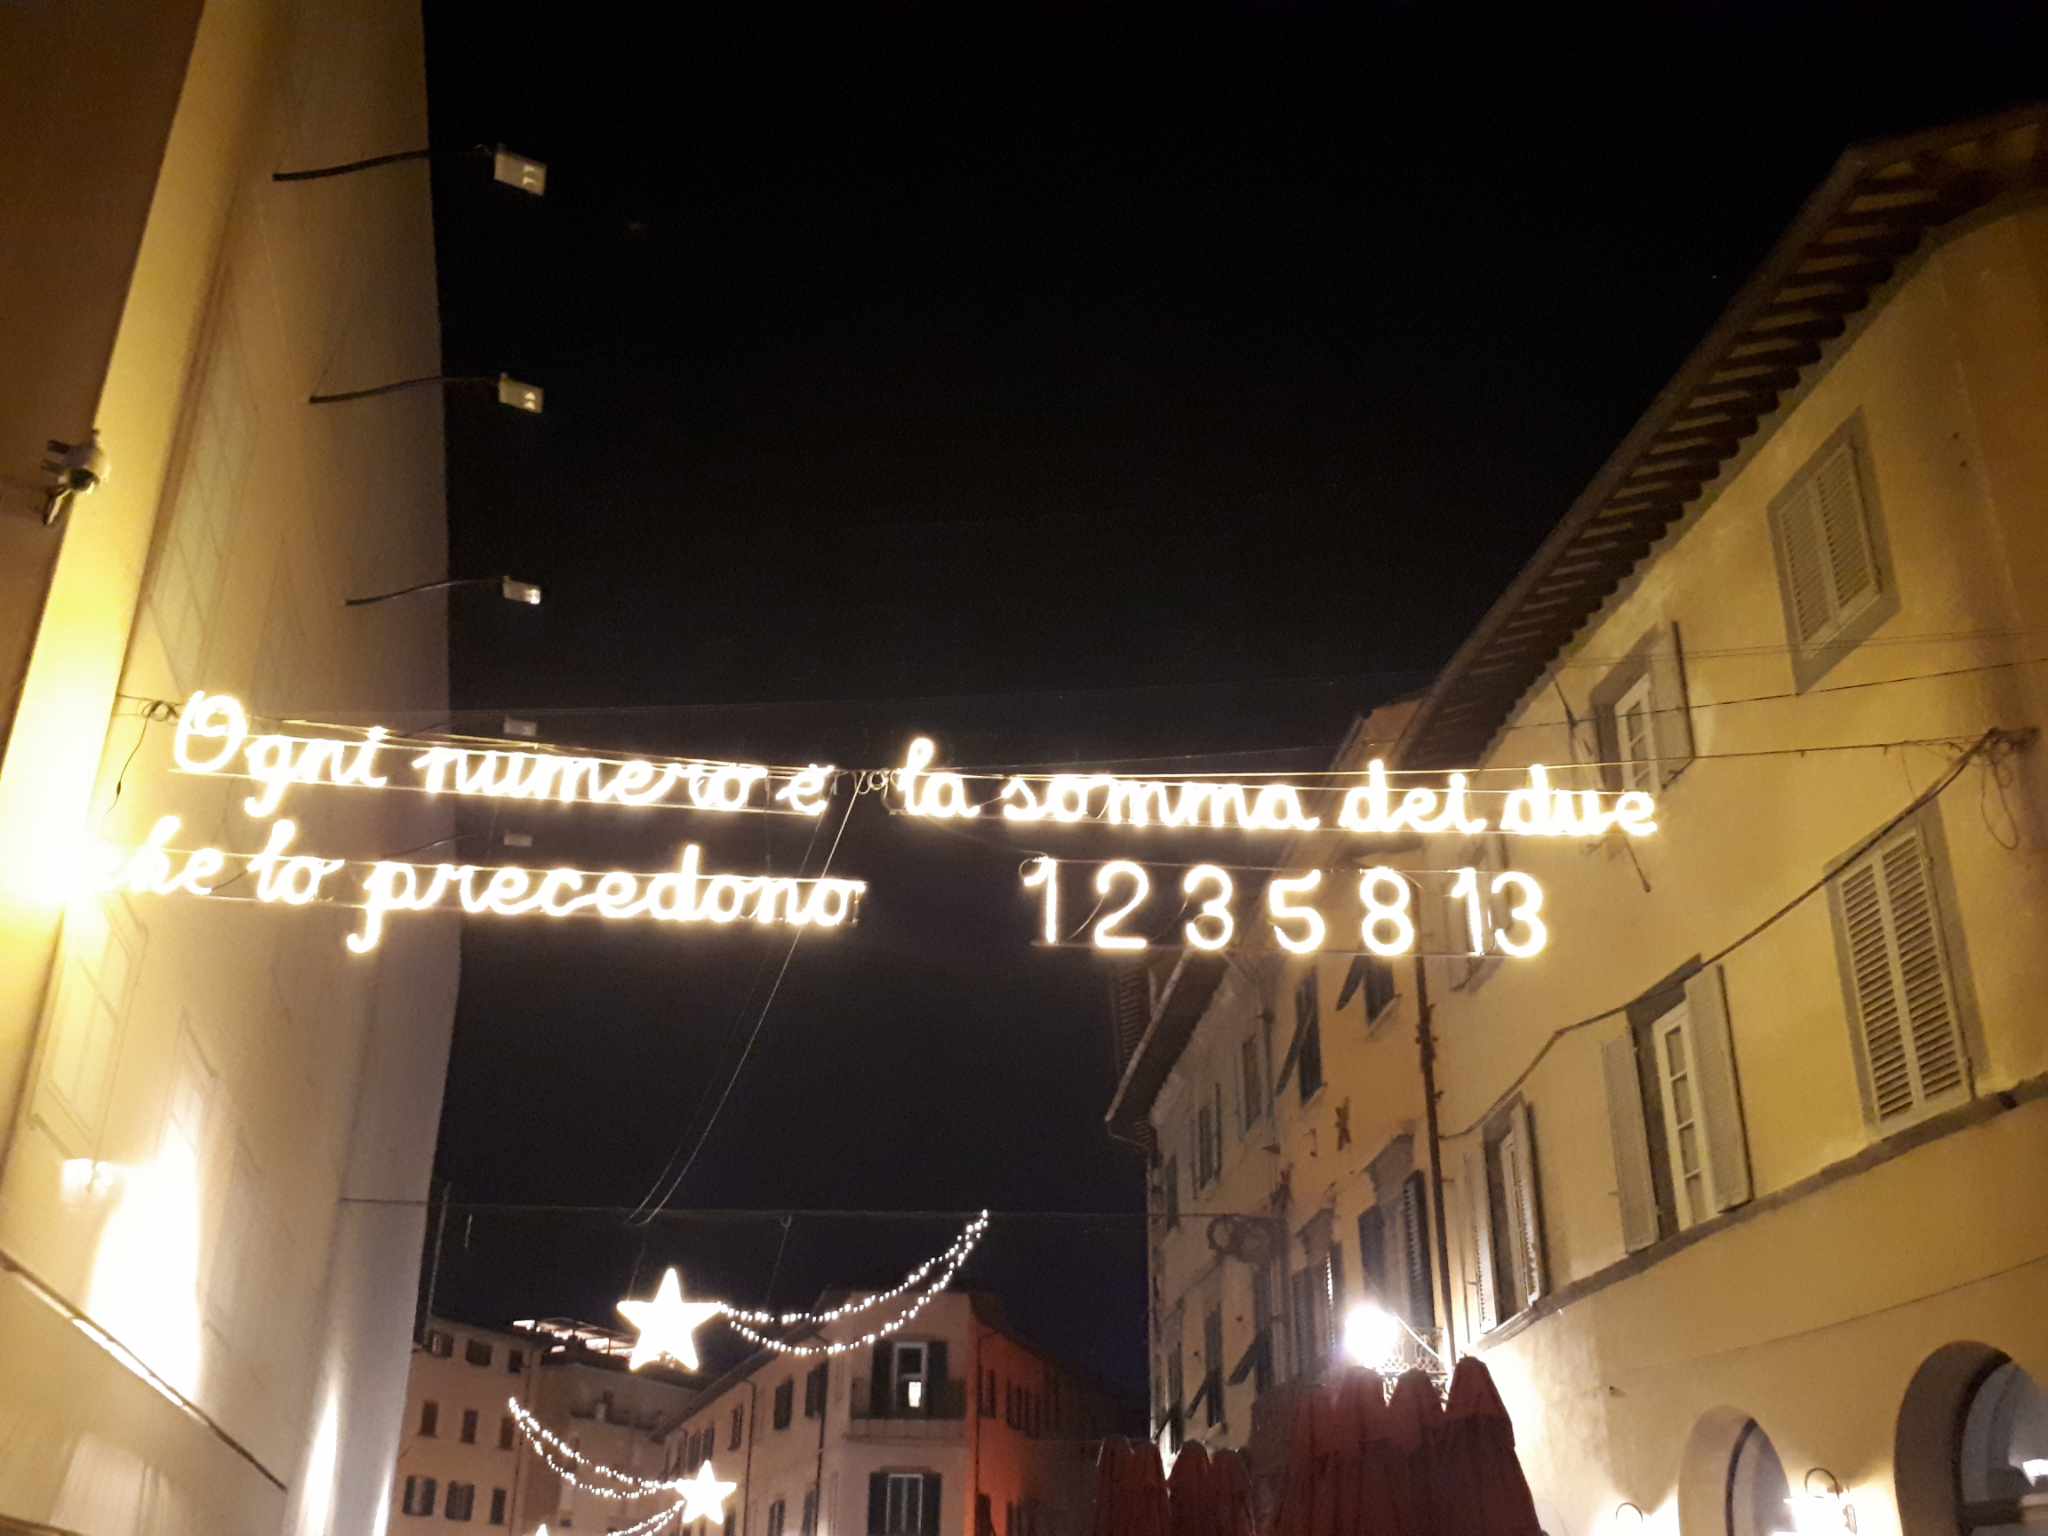 Ogni numero è la somma dei due
che lo precedono 1 2 3 5 8 13